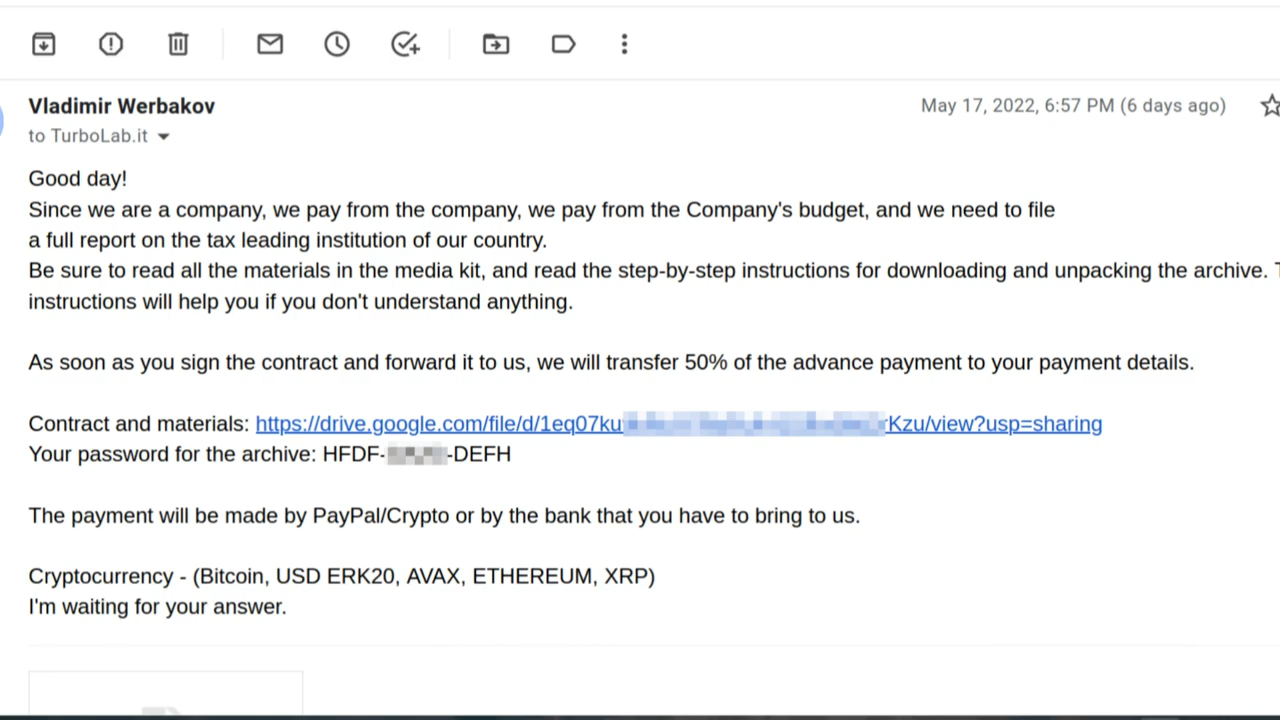 Vladimir Werbakov
May 17, 2022, 6:57 PM (6 days ago)
to TurboLab.it
Good day!
Since we are a company, we pay from the company, we pay from the Company's budget, and we need to file
a full report on the tax leading institution of our country.
Be sure to read all the materials in the media kit, and read the step-by-step instructions for downloading and unpacking the archive.
instructions will help you if you don't understand anything.
As soon as you sign the contract and forward it to us, we will transfer 50% of the advance payment to your payment details.
Contract and materials: https://drive.google.com/file/d/1eq07ku rKzu/view?usp=sharing
Your password for the archive: HFDF- -DEFH
The payment will be made by PayPal/Crypto or by the bank that you have to bring to us.
Cryptocurrency - (Bitcoin, USD ERK20, AVAX, ETHEREUM, XRP)
I'm waiting for your answer.